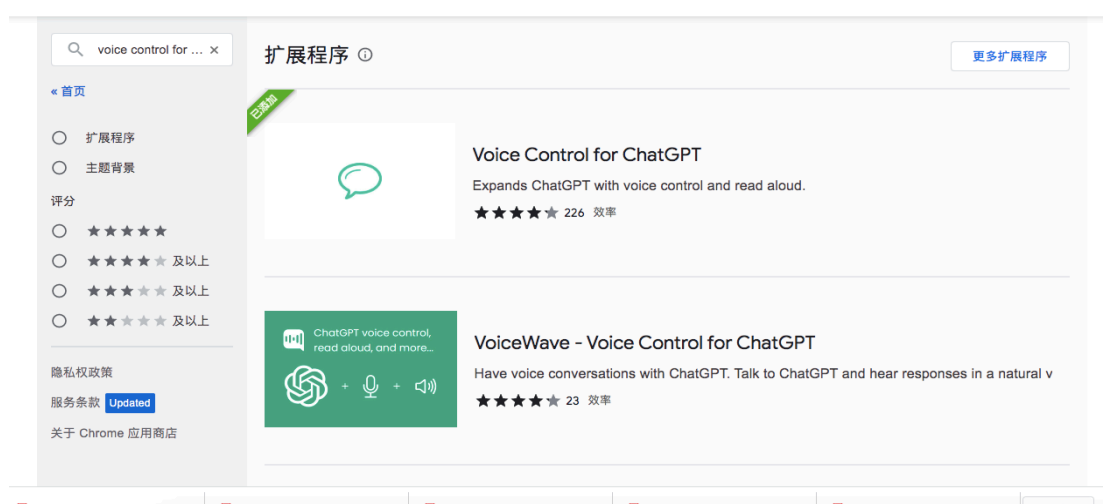 voice control for ... ×
« 首页
扩展程序
主题背景
评分
及以上
及以上
及以上
隐私权政策
服务条款 Updated
关于 Chrome 应用商店
扩展程序
更多扩展程序
已添加
Voice Control for ChatGPT
Expands ChatGPT with voice control and read aloud.
226 效率
ChatGPT voice control,
read aloud, and more...
VoiceWave - Voice Control for ChatGPT
Have voice conversations with ChatGPT. Talk to ChatGPT and hear responses in a natural v
23 效率